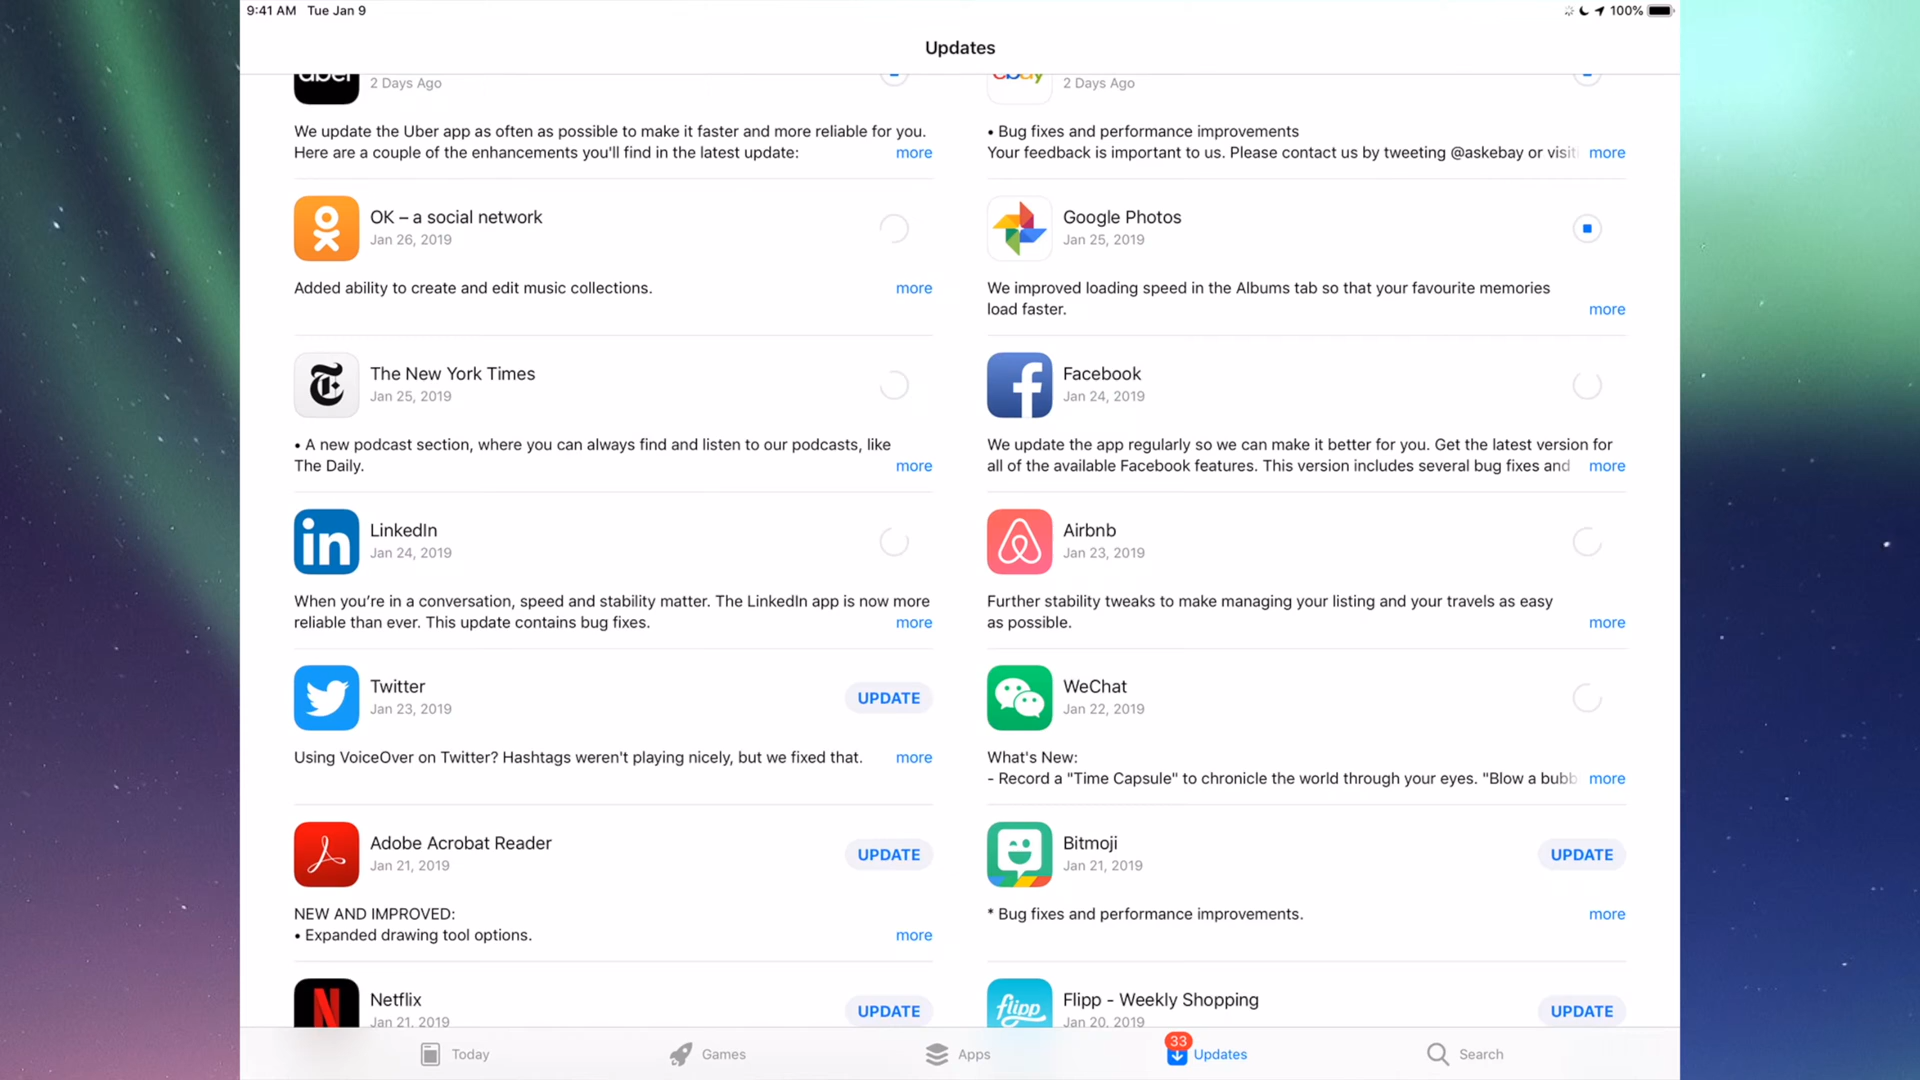 9:41 AM Tue Jan 9
100%
Updates
uber
2 Days Ago
We update the Uber app as often as possible to make it faster and more reliable for you.
Here are a couple of the enhancements you'll find in the latest update: more
ebay
2 Days Ago
• Bug fixes and performance improvements
Your feedback is important to us. Please contact us by tweeting @askebay or visiti more
OK – a social network
Jan 26, 2019
Added ability to create and edit music collections. more
Google Photos
Jan 25, 2019
We improved loading speed in the Albums tab so that your favourite memories
load faster. more
The New York Times
Jan 25, 2019
• A new podcast section, where you can always find and listen to our podcasts, like
The Daily. more
Facebook
Jan 24, 2019
We update the app regularly so we can make it better for you. Get the latest version for
all of the available Facebook features. This version includes several bug fixes and more
in
LinkedIn
Jan 24, 2019
When you’re in a conversation, speed and stability matter. The LinkedIn app is now more
reliable than ever. This update contains bug fixes. more
Airbnb
Jan 23, 2019
Further stability tweaks to make managing your listing and your travels as easy
as possible. more
Twitter
Jan 23, 2019
UPDATE
Using VoiceOver on Twitter? Hashtags weren't playing nicely, but we fixed that. more
WeChat
Jan 22, 2019
What's New:
- Record a "Time Capsule" to chronicle the world through your eyes. "Blow a bubb more
Adobe Acrobat Reader
Jan 21, 2019
UPDATE
NEW AND IMPROVED:
• Expanded drawing tool options. more
Bitmoji
Jan 21, 2019
UPDATE
* Bug fixes and performance improvements. more
Netflix
Jan 21, 2019
UPDATE
flipp
Flipp - Weekly Shopping
Jan 20, 2019
UPDATE
Today
Games
Apps
33
Updates
Search